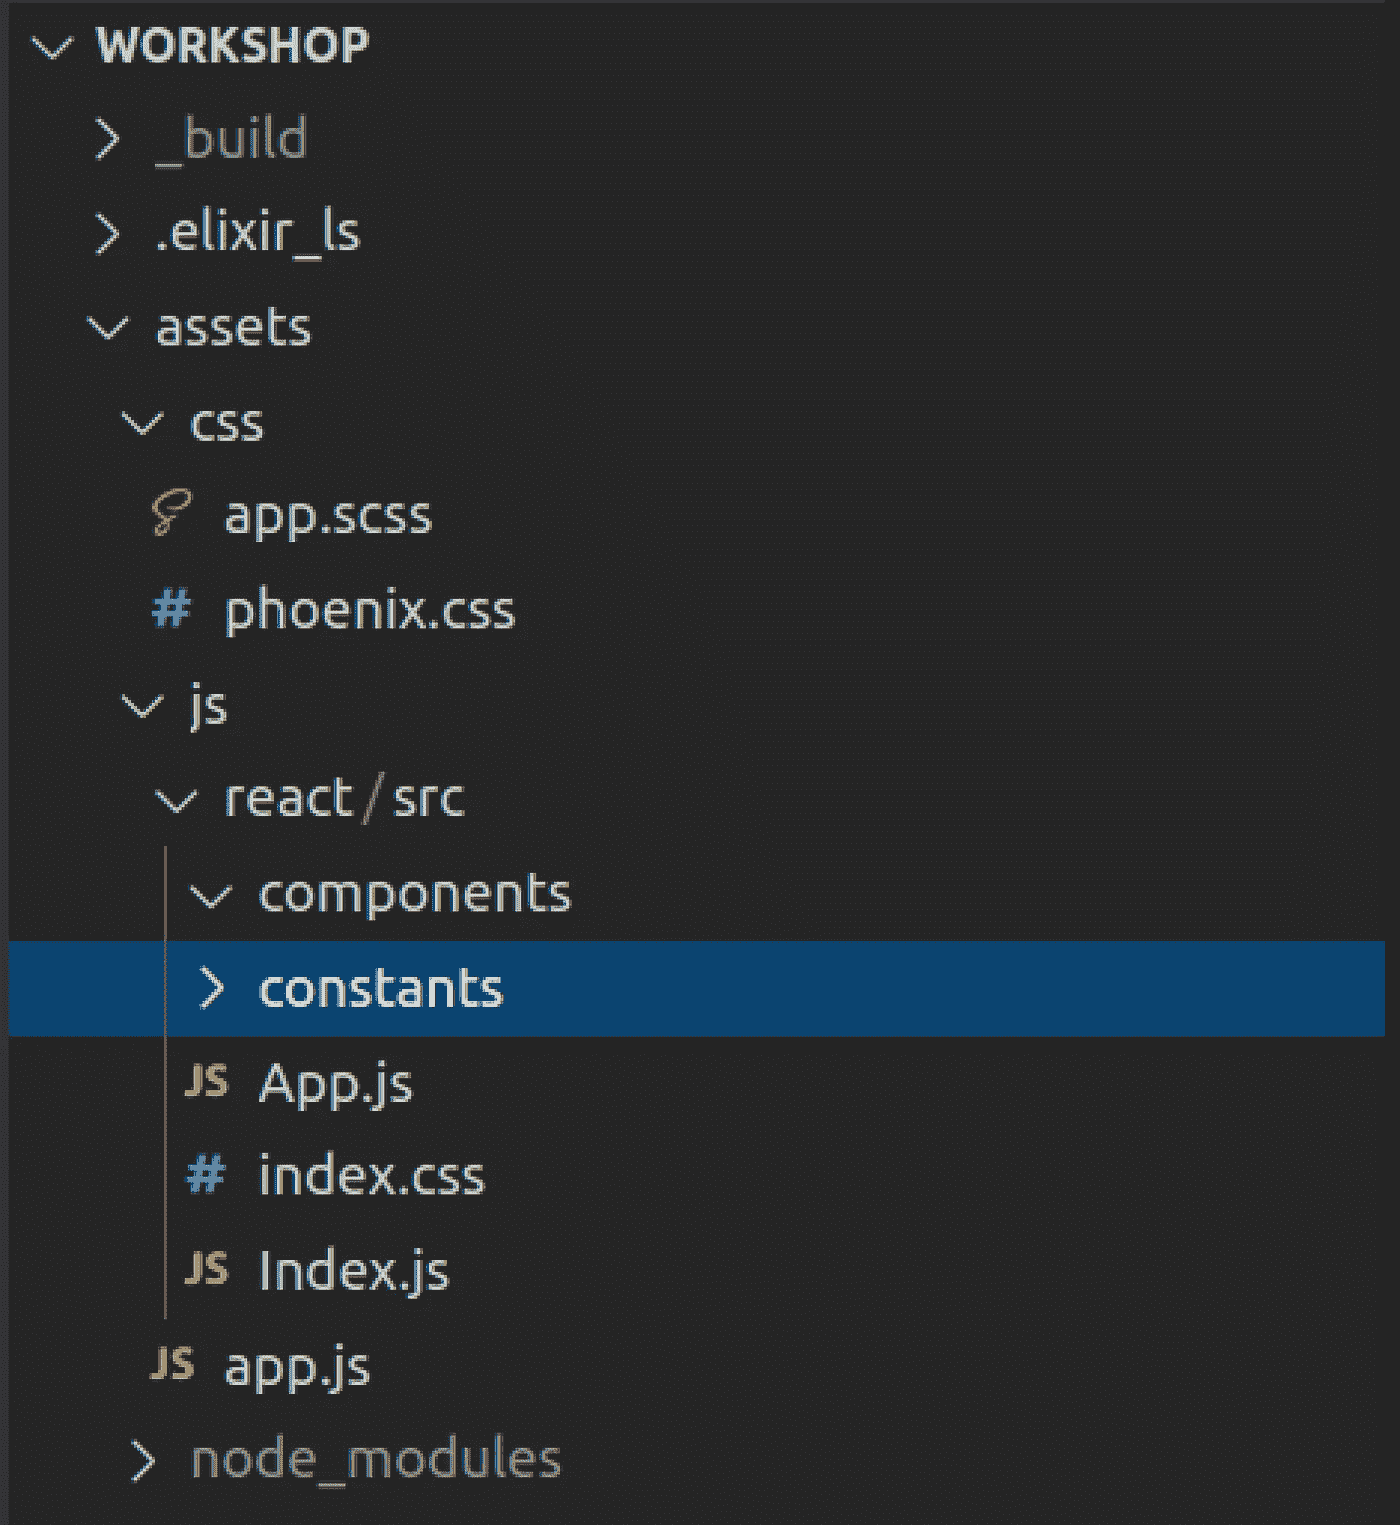 WORKSHOP
_build
.elixir_ls
assets
css
app.scss
# phoenix.css
js
react/src
components
constants
JS App.js
# index.css
JS Index.js
JS app.js
node_modules